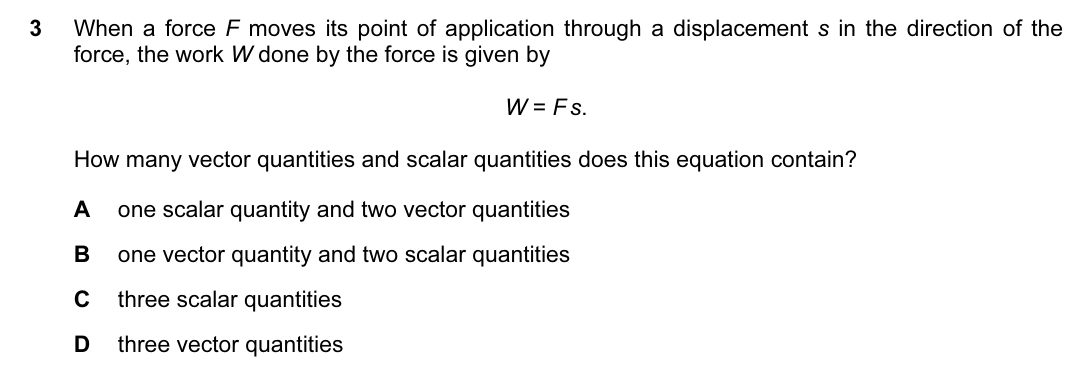 3 When a force F moves its point of application through a displacement s in the direction of the
force, the work W done by the force is given by
W = Fs.
How many vector quantities and scalar quantities does this equation contain?
A one scalar quantity and two vector quantities
B one vector quantity and two scalar quantities
C three scalar quantities
D three vector quantities